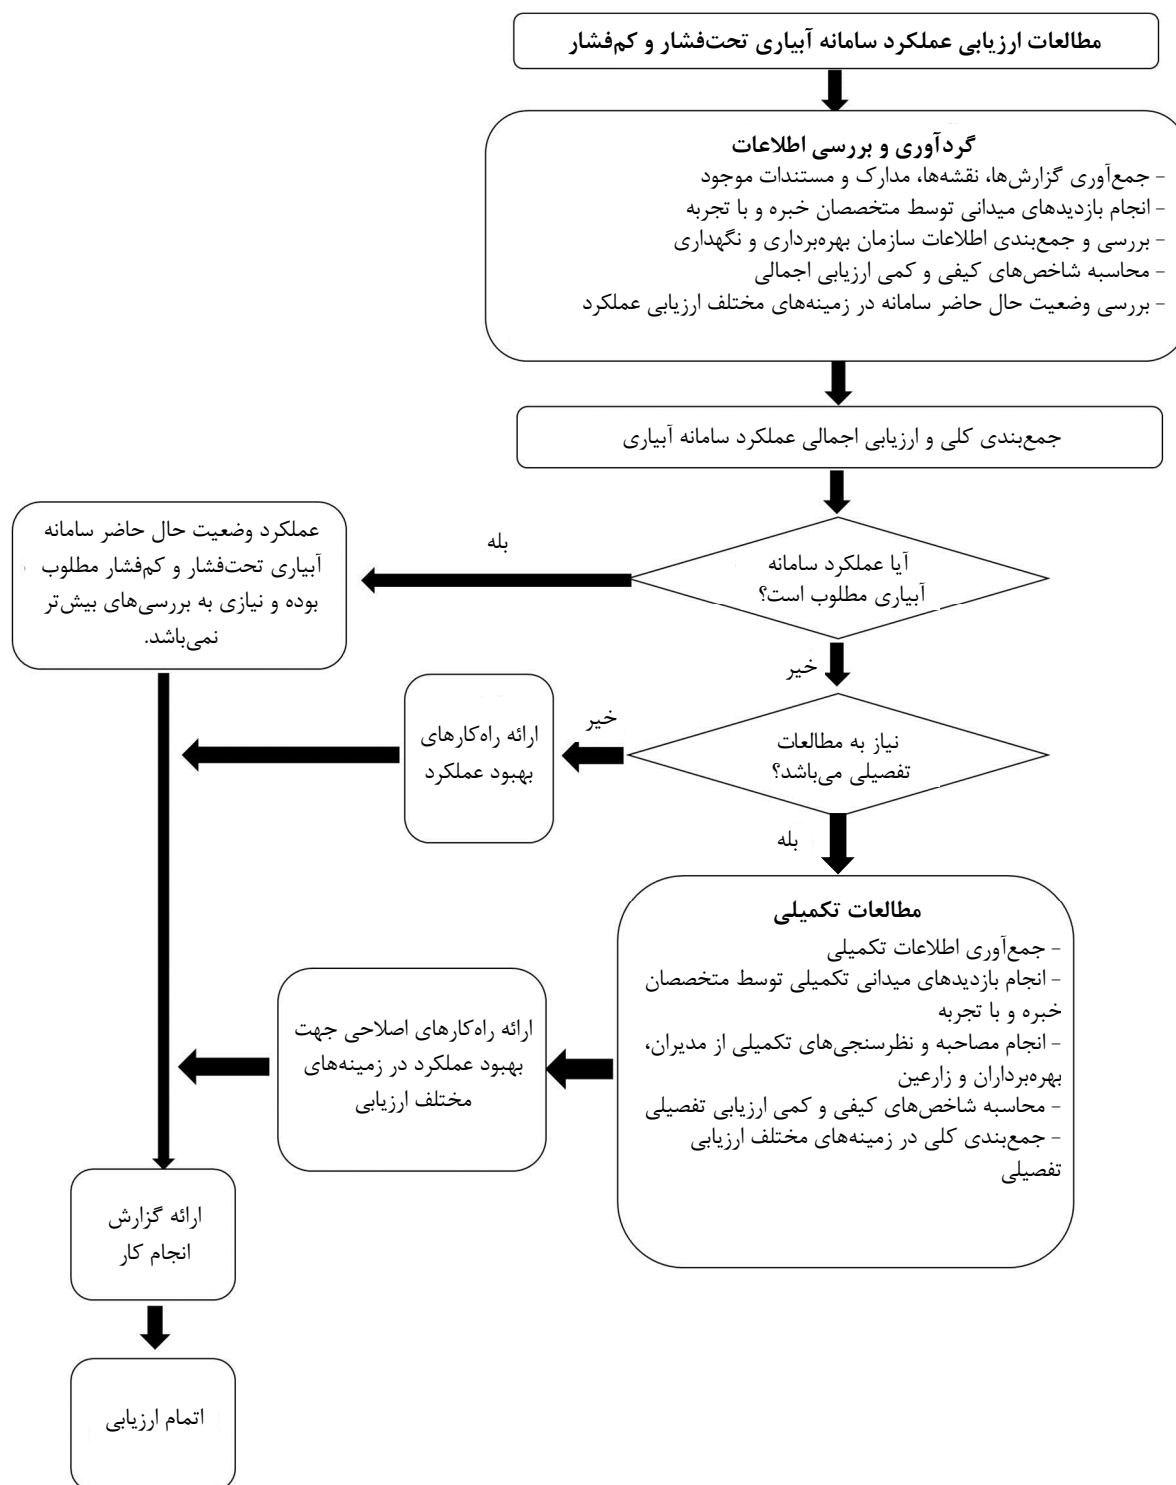 مطالعات ارزیابی عملکرد سامانه آبیاری تحت‌فشار و کم‌فشار
گردآوری و بررسی اطلاعات
- جمع‌آوری گزارش‌ها، نقشه‌ها، مدارک و مستندات موجود
- انجام بازدیدهای میدانی توسط متخصصان خبره و با تجربه
- بررسی و جمع‌بندی اطلاعات سازمان بهره‌برداری و نگهداری
- محاسبه شاخص‌های کیفی و کمی ارزیابی اجمالی
- بررسی وضعیت حال حاضر سامانه در زمینه‌های مختلف ارزیابی عملکرد
جمع‌بندی کلی و ارزیابی اجمالی عملکرد سامانه آبیاری
آیا عملکرد سامانه
آبیاری مطلوب است؟
بله
عملکرد وضعیت حال حاضر سامانه
آبیاری تحت‌فشار و کم‌فشار مطلوب
بوده و نیازی به بررسی‌های بیش‌تر
نمی‌باشد.
خیر
نیاز به مطالعات
تفصیلی می‌باشد؟
خیر
ارائه راه‌کارهای
بهبود عملکرد
بله
مطالعات تکمیلی
- جمع‌آوری اطلاعات تکمیلی
- انجام بازدیدهای میدانی تکمیلی توسط متخصصان
خبره و با تجربه
- انجام مصاحبه و نظرسنجی‌های تکمیلی از مدیران،
بهره‌برداران و زارعین
- محاسبه شاخص‌های کیفی و کمی ارزیابی تفصیلی
- جمع‌بندی کلی در زمینه‌های مختلف ارزیابی
تفصیلی
ارائه راه‌کارهای اصلاحی جهت
بهبود عملکرد در زمینه‌های
مختلف ارزیابی
ارائه گزارش
انجام کار
اتمام ارزیابی